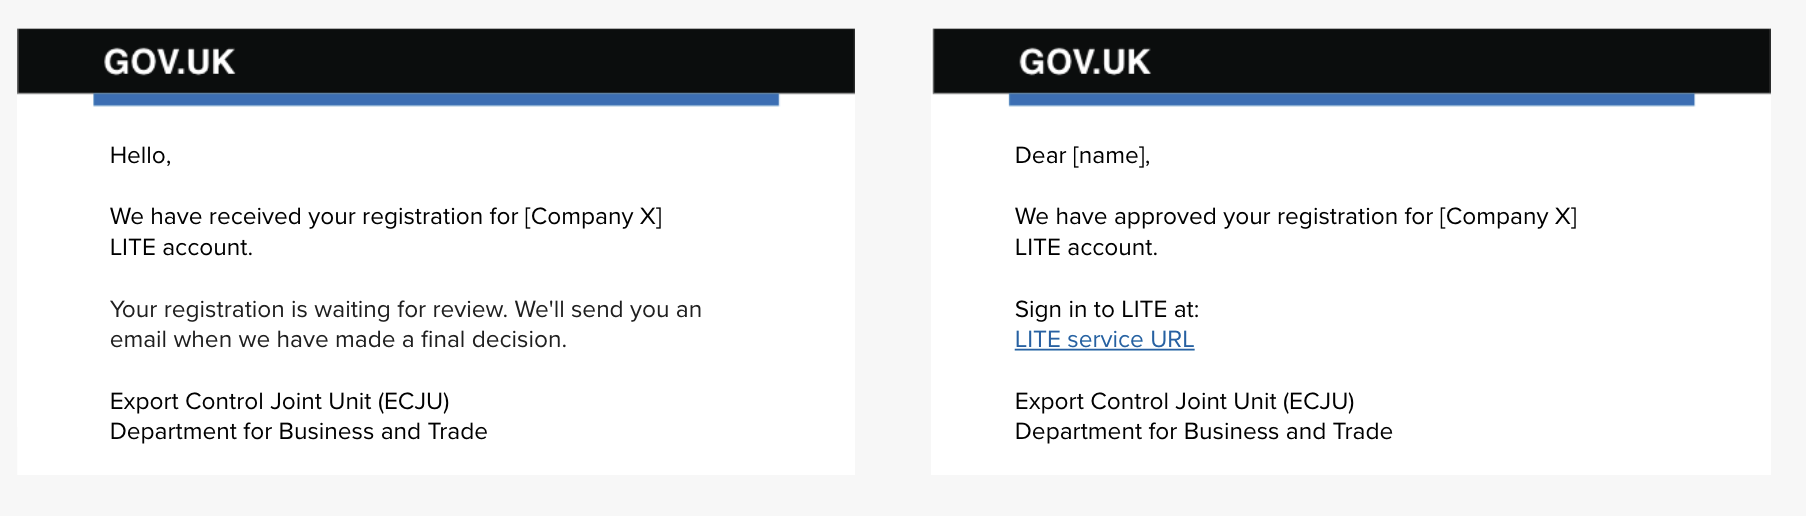 GOV.UK
Hello,
We have received your registration for [Company X]
LITE account.
Your registration is waiting for review. We'll send you an
email when we have made a final decision.
Export Control Joint Unit (ECJU)
Department for Business and Trade
GOV.UK
Dear [name],
We have approved your registration for [Company X]
LITE account.
Sign in to LITE at:
LITE service URL
Export Control Joint Unit (ECJU)
Department for Business and Trade